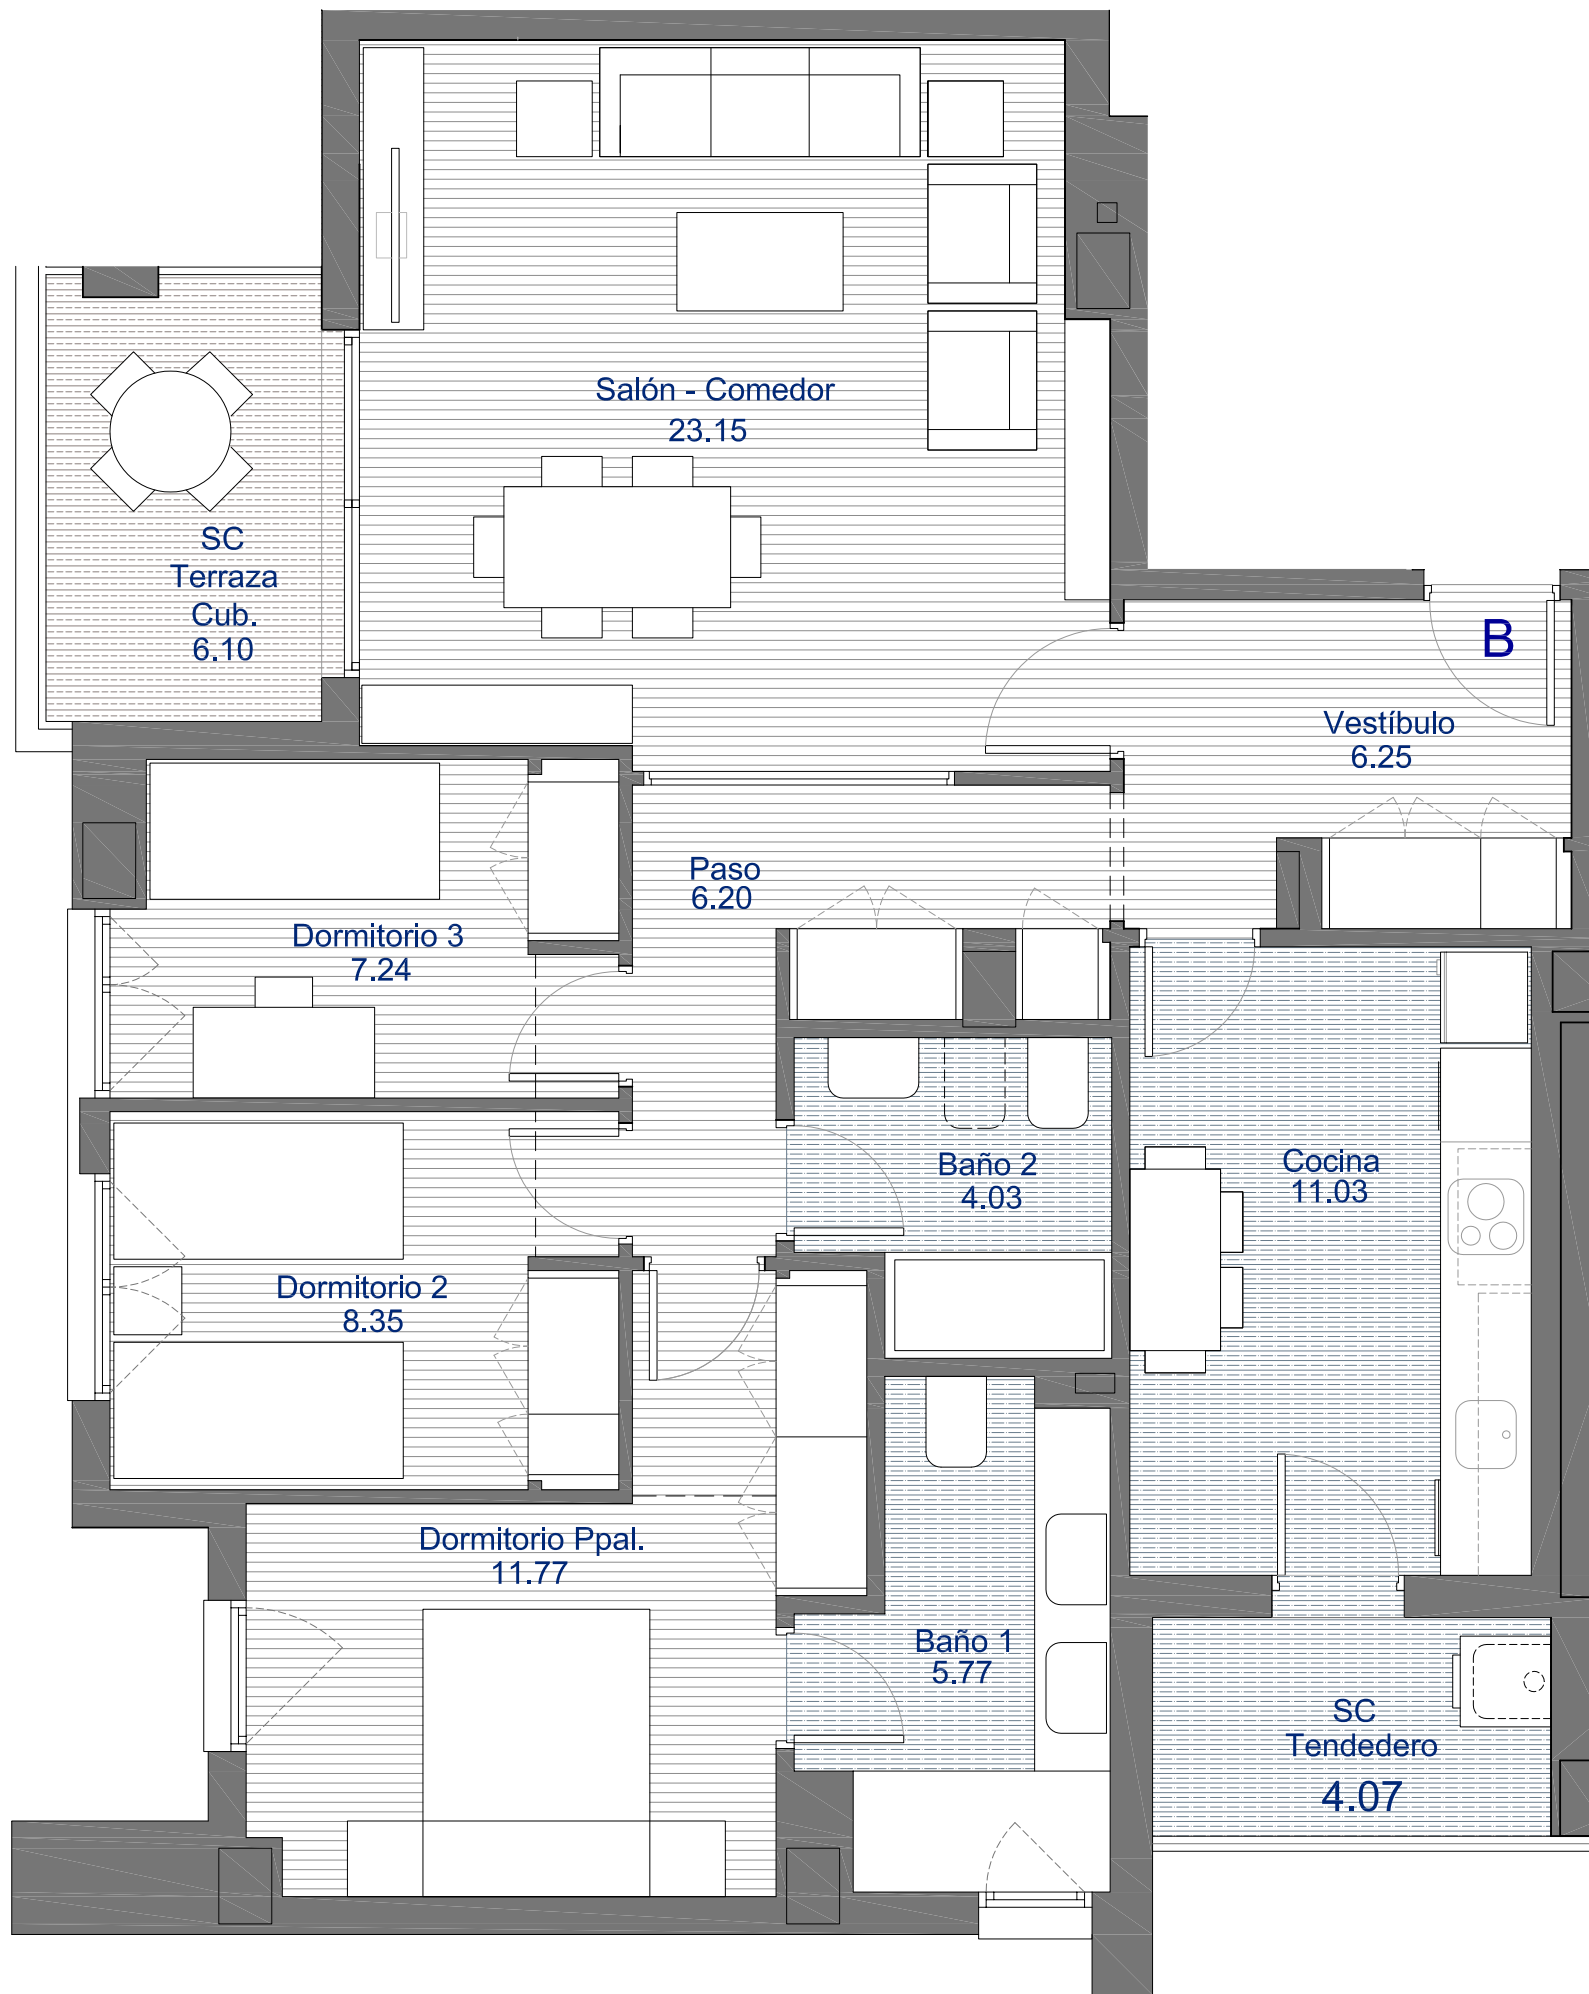 Salón - Comedor
23.15
SC
Terraza
Cub.
6.10
B
Vestíbulo
6.25
Paso
6.20
Dormitorio 3
7.24
Baño 2
4.03
Cocina
11.03
Dormitorio 2
8.35
Dormitorio Ppal.
11.77
Baño 1
5.77
SC
Tendedero
4.07